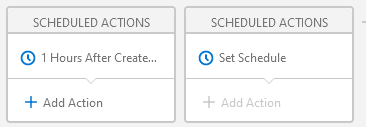 SCHEDULED ACTIONS
1 Hours After Create...
+ Add Action
SCHEDULED ACTIONS
Set Schedule
+ Add Action